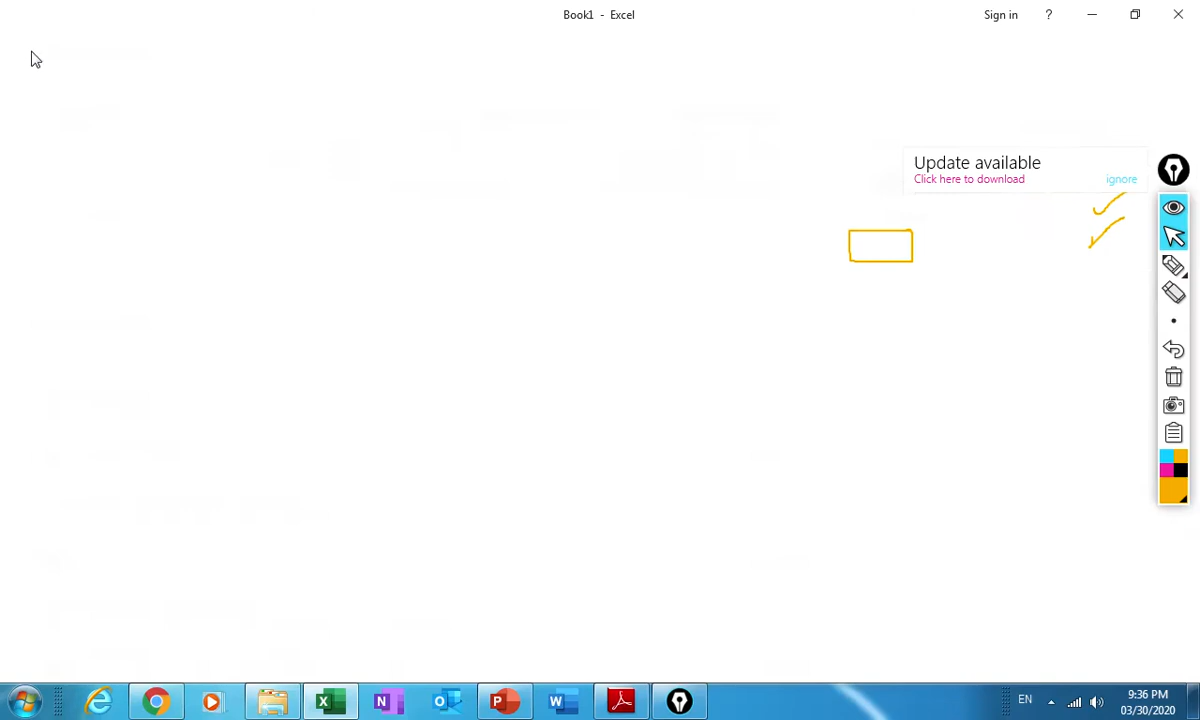 Book1 - Excel
Sign in ?
Update available
Click here to download ignore
EN
9:36 PM
03/30/2020